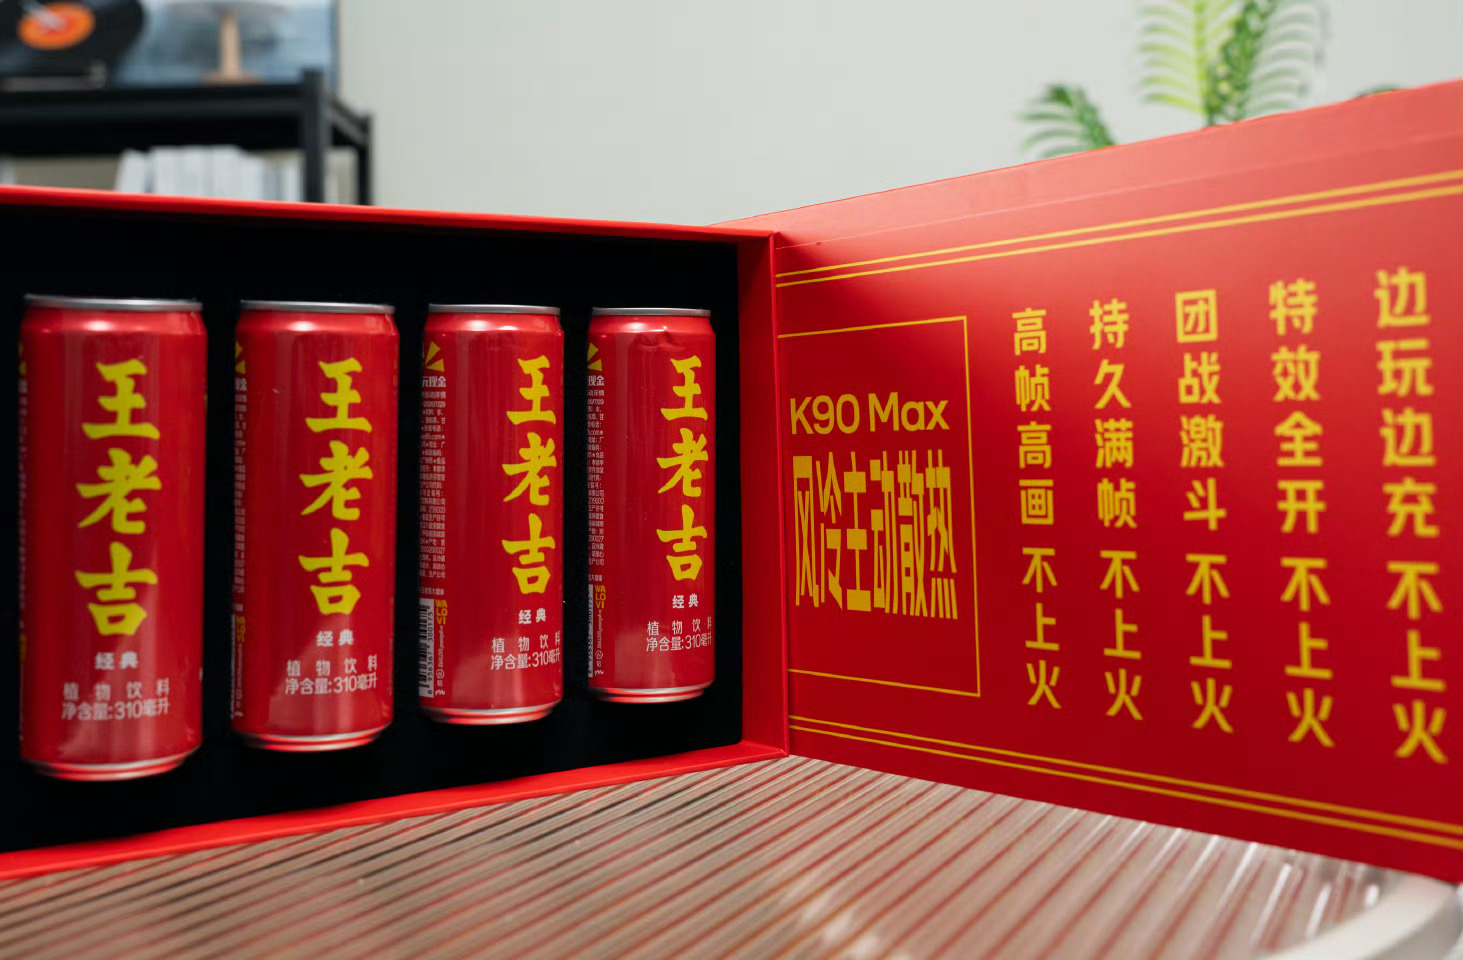 王老吉
经典
植物饮料
净含量:310毫升
王老吉
经典
植物饮料
净含量:310毫升
王老吉
经典
植物饮料
净含量:310毫升
WALOVI
王老吉
经典
植物饮料
净含量:310毫升
WALOVI
K90 Max
风冷主动散热
高帧高画 不上火
持久满帧 不上火
团战激斗 不上火
特效全开 不上火
边玩边充 不上火